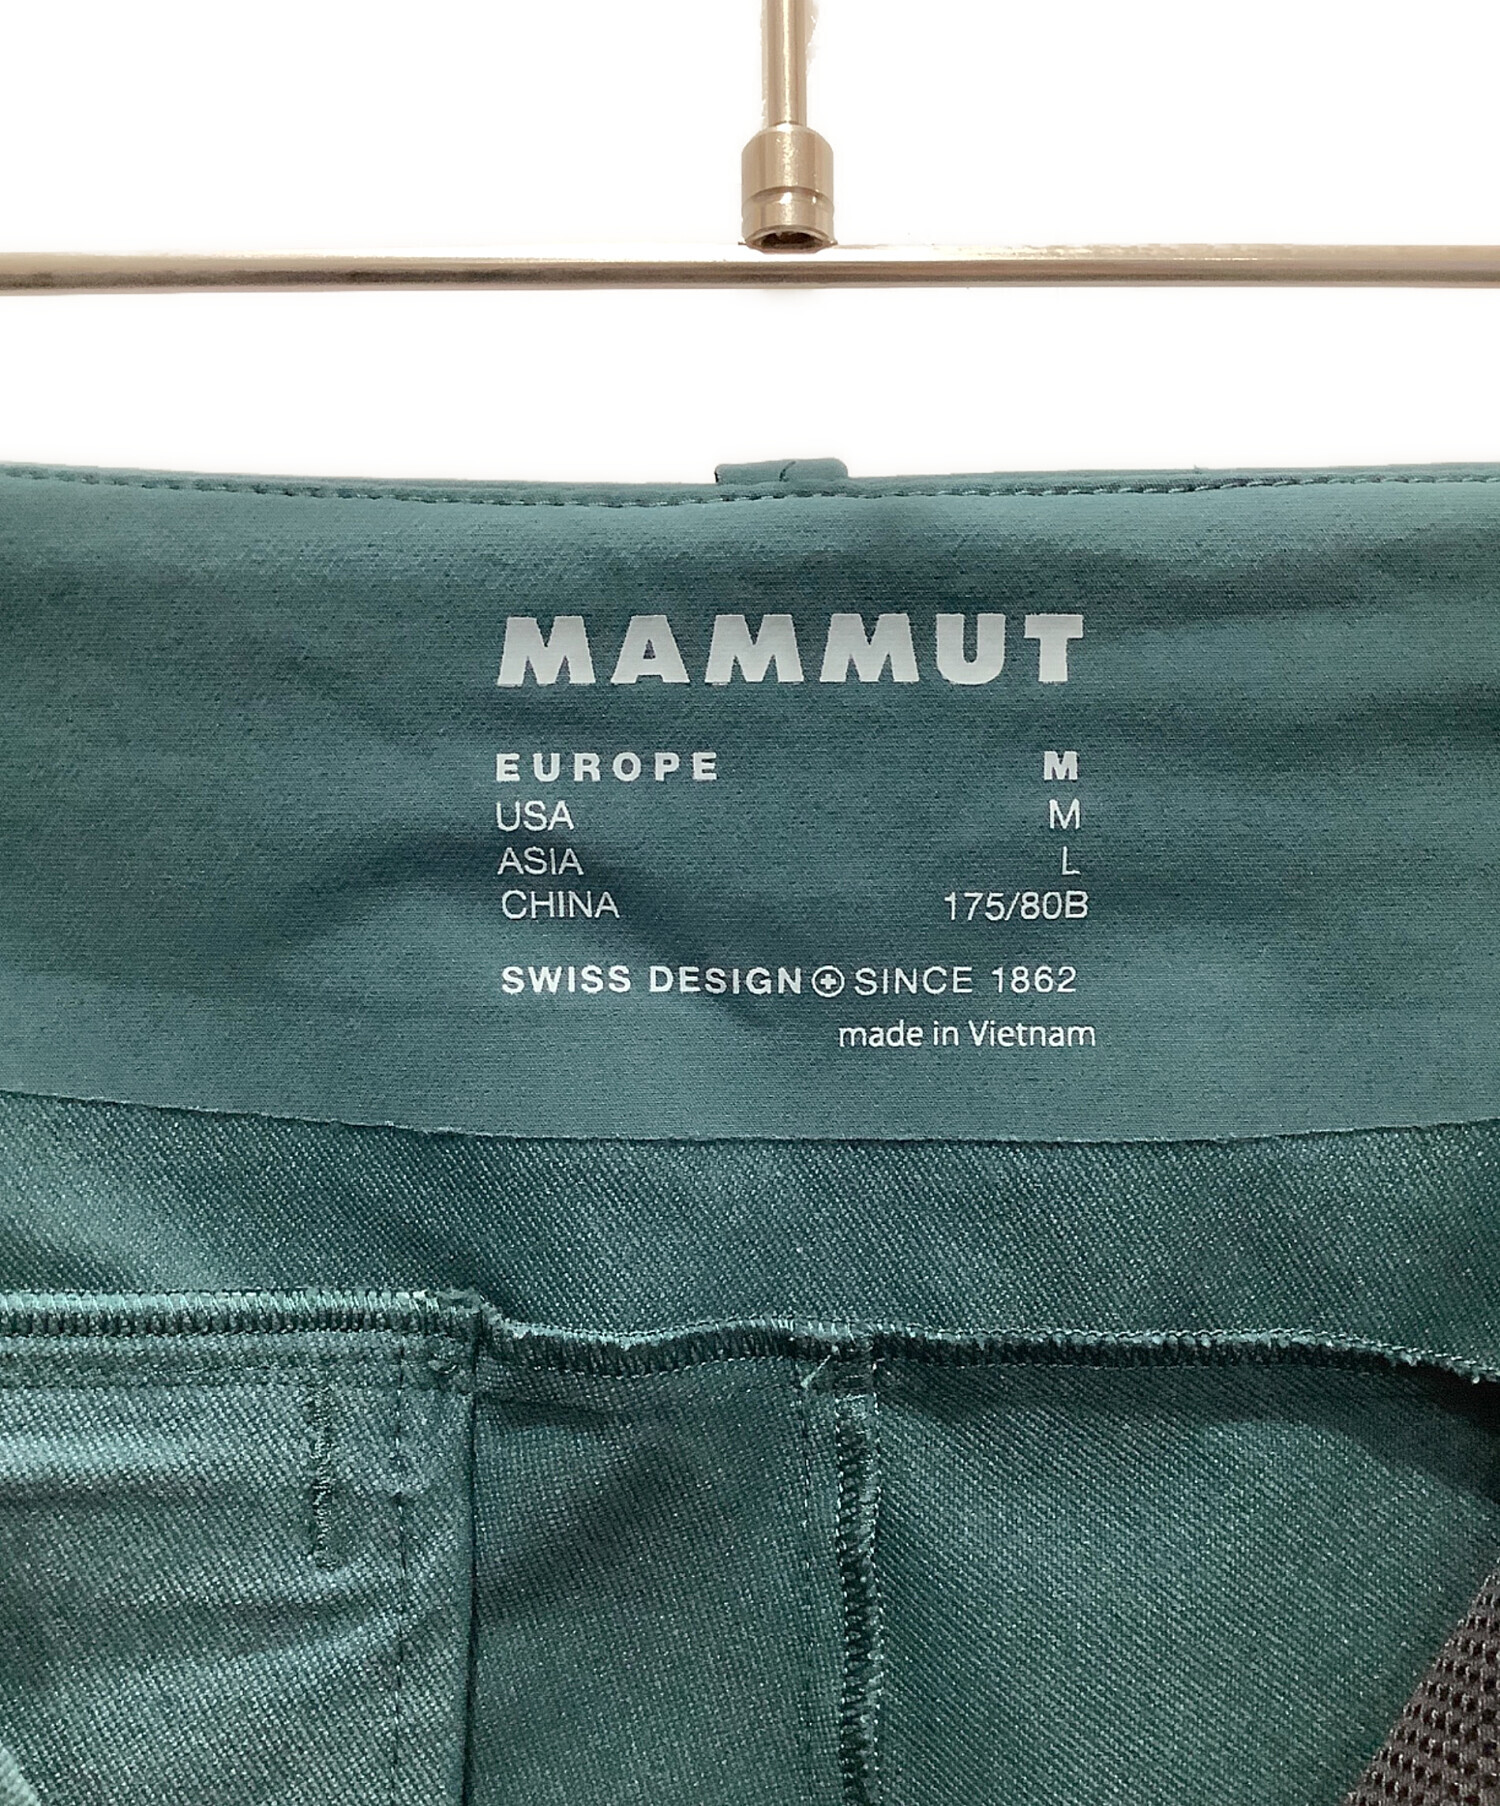 MAMMUT
EUROPE M
USA M
ASIA L
CHINA 175/80B
SWISS DESIGN SINCE 1862
made in Vietnam